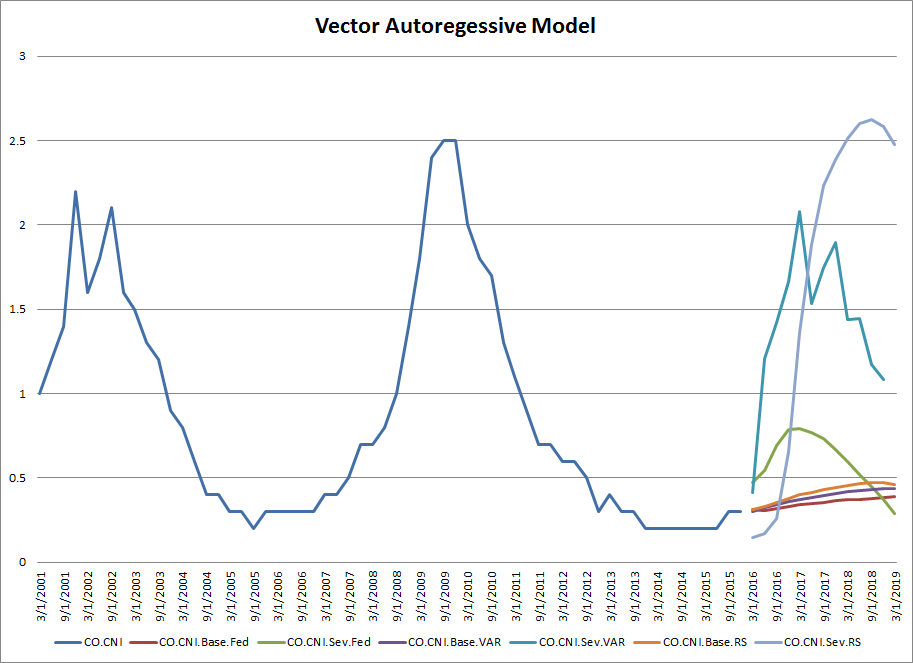 Vector Autoregessive Model
3
2.5
2
1.5
1
0.5
0
3/1/2001 9/1/2001 3/1/2002 9/1/2002 3/1/2003 9/1/2003 3/1/2004 9/1/2004 3/1/2005 9/1/2005 3/1/2006 9/1/2006 3/1/2007 9/1/2007 3/1/2008 9/1/2008 3/1/2009 9/1/2009 3/1/2010 9/1/2010 3/1/2011 9/1/2011 3/1/2012 9/1/2012 3/1/2013 9/1/2013 3/1/2014 9/1/2014 3/1/2015 9/1/2015 3/1/2016 9/1/2016 3/1/2017 9/1/2017 3/1/2018 9/1/2018 3/1/2019
CO.CNI CO.CNI.Base.Fed CO.CNI.Sev.Fed CO.CNI.Base.VAR CO.CNI.Sev.VAR CO.CNI.Base.RS CO.CNI.Sev.RS